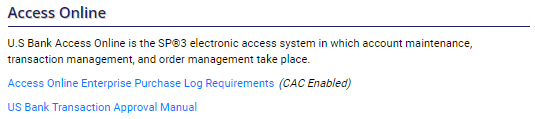 Access Online
U.S Bank Access Online is the SP®3 electronic access system in which account maintenance,
transaction management, and order management take place.
Access Online Enterprise Purchase Log Requirements (CAC Enabled)
US Bank Transaction Approval Manual